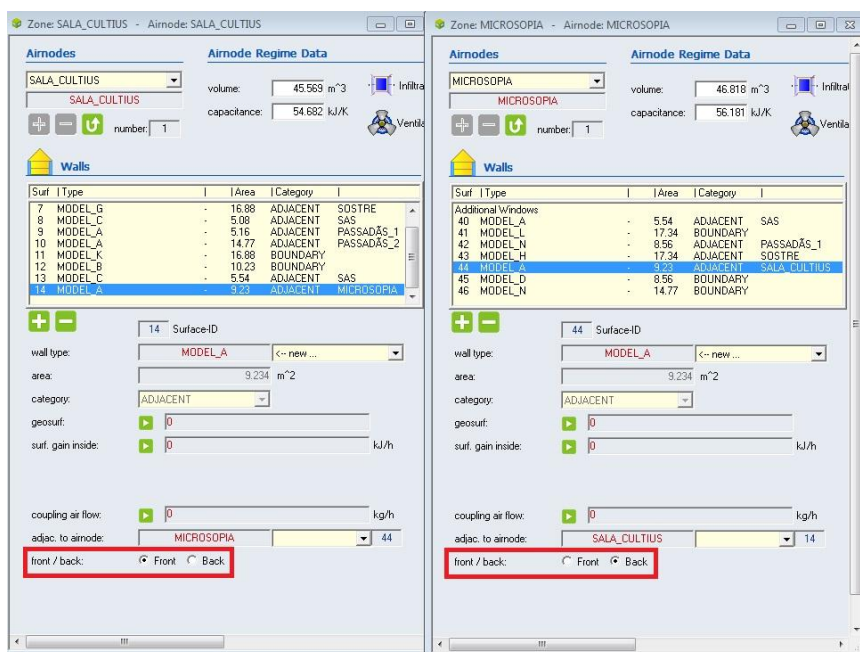 Zone: SALA_CULTIUS - Airnode: SALA_CULTIUS
Airnodes
Airnode Regime Data
SALA_CULTIUS
SALA_CULTIUS
volume: 45.569 m^3
Infiltra
capacitance: 54.682 kJ/K
Ventila
number: 1
Walls
Surf | Type | | Area | Category |
7 MODEL_G - 16.88 ADJACENT SOSTRE
8 MODEL_C - 5.08 ADJACENT SAS
9 MODEL_A - 5.16 ADJACENT PASSADÃS_1
10 MODEL_A - 14.77 ADJACENT PASSADÃS_2
11 MODEL_K - 16.88 BOUNDARY
12 MODEL_B - 10.23 BOUNDARY
13 MODEL_C - 5.54 ADJACENT SAS
14 MODEL_A - 9.23 ADJACENT MICROSOPIA
14 Surface-ID
wall type: MODEL_A <-- new ...
area: 9.234 m^2
category: ADJACENT
geosurf: 0
surf. gain inside: 0 kJ/h
coupling air flow: 0 kg/h
adjac. to airnode: MICROSOPIA 44
front / back: Front Back
Zone: MICROSOPIA - Airnode: MICROSOPIA
Airnodes
Airnode Regime Data
MICROSOPIA
MICROSOPIA
volume: 46.818 m^3
Infiltrat
capacitance: 56.181 kJ/K
Ventila
number: 1
Walls
Surf | Type | | Area | Category |
Additional Windows
40 MODEL_A - 5.54 ADJACENT SAS
41 MODEL_L - 17.34 BOUNDARY
42 MODEL_N - 8.56 ADJACENT PASSADÃS_1
43 MODEL_H - 17.34 ADJACENT SOSTRE
44 MODEL_A - 9.23 ADJACENT SALA_CULTIUS
45 MODEL_D - 8.56 BOUNDARY
46 MODEL_N - 14.77 BOUNDARY
44 Surface-ID
wall type: MODEL_A <-- new ...
area: 9.234 m^2
category: ADJACENT
geosurf: 0
surf. gain inside: 0 kJ/h
coupling air flow: 0 kg/h
adjac. to airnode: SALA_CULTIUS 14
front / back: Front Back